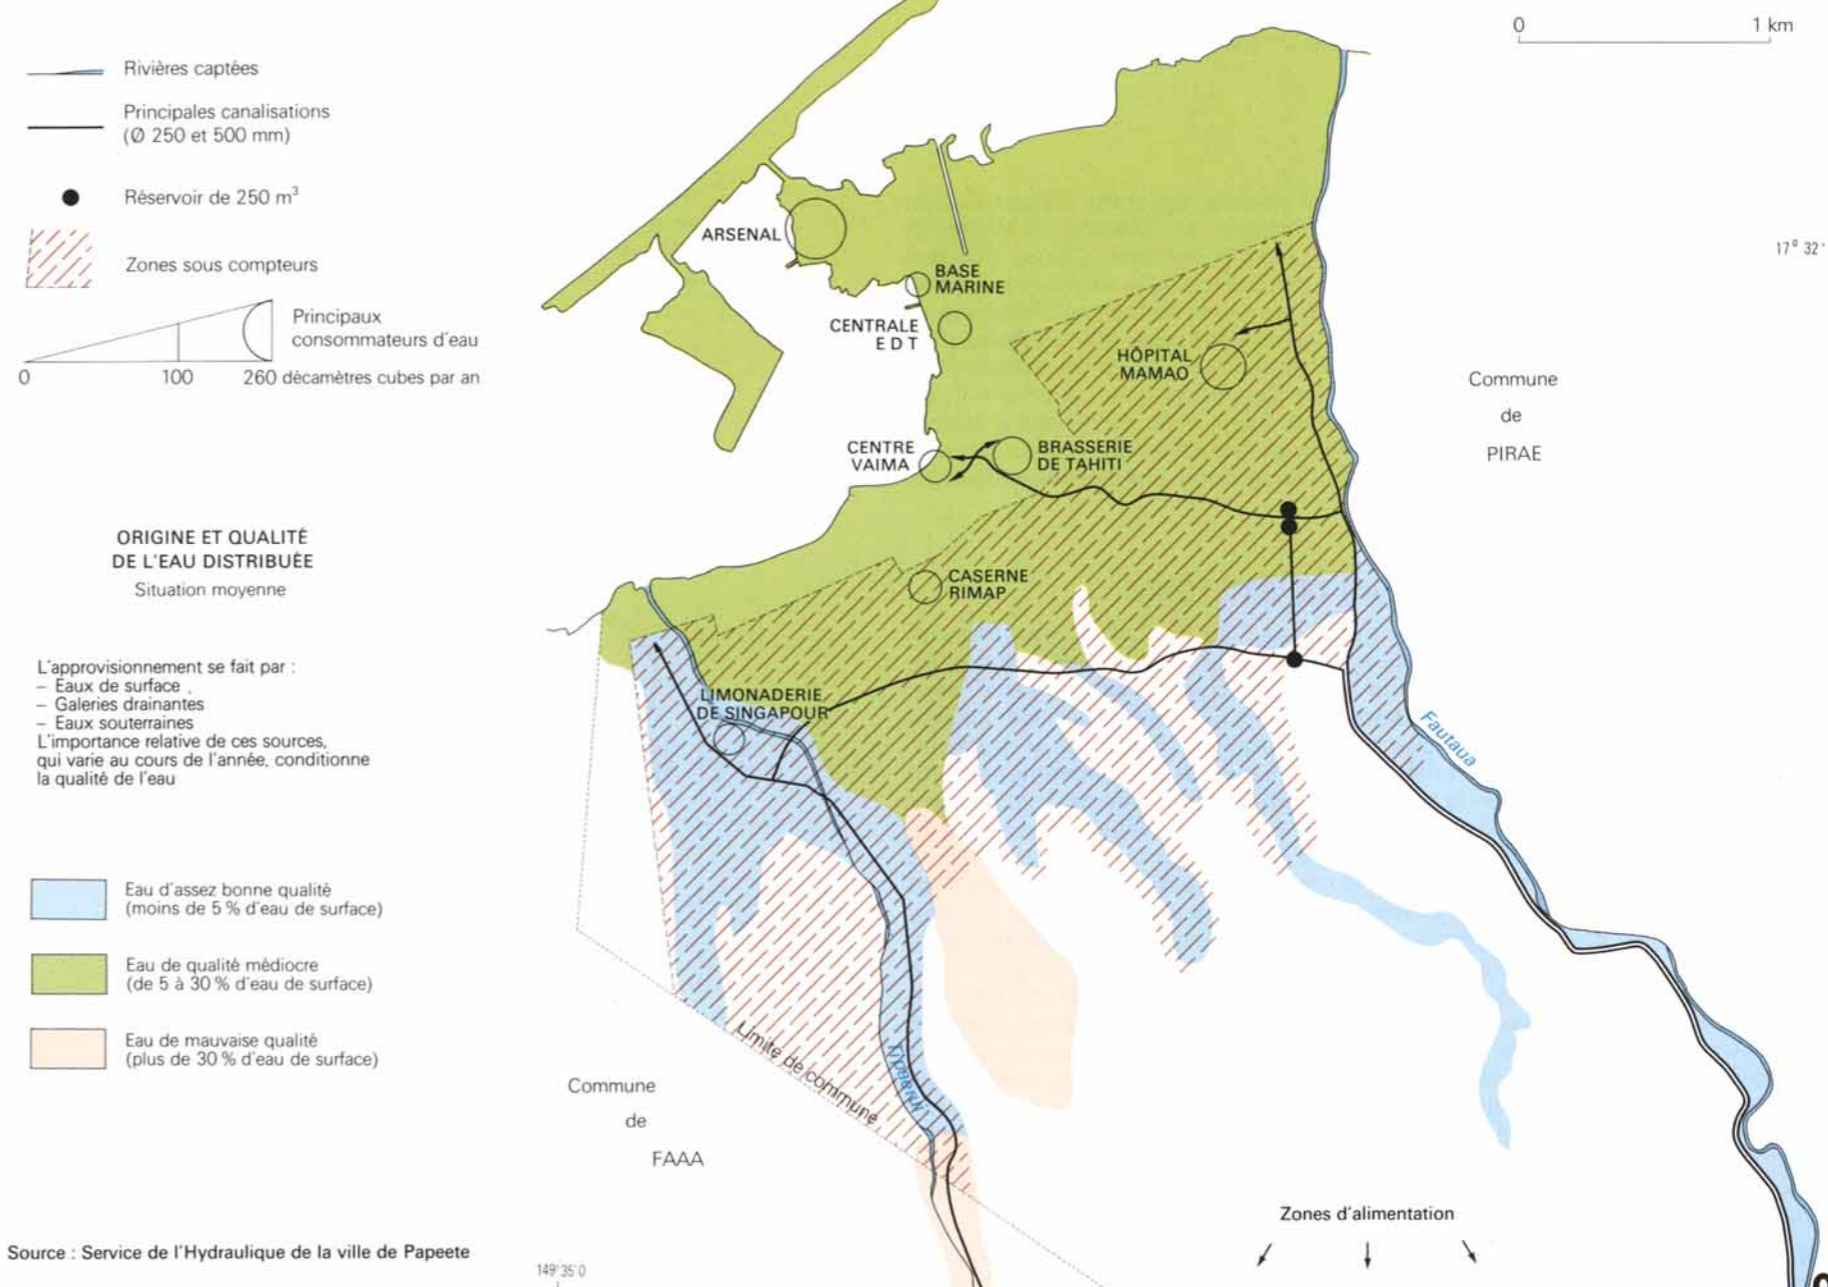 Rivières captées
Principales canalisations
(Ø 250 et 500 mm)
Réservoir de 250 m³
Zones sous compteurs
Principaux
consommateurs d'eau
0
100
260 décamètres cubes par an
ORIGINE ET QUALITÉ
DE L'EAU DISTRIBUÉE
Situation moyenne
L'approvisionnement se fait par :
– Eaux de surface
– Galeries drainantes
– Eaux souterraines
L'importance relative de ces sources,
qui varie au cours de l'année, conditionne
la qualité de l'eau
Eau d'assez bonne qualité
(moins de 5 % d'eau de surface)
Eau de qualité médiocre
(de 5 à 30 % d'eau de surface)
Eau de mauvaise qualité
(plus de 30 % d'eau de surface)
Source : Service de l'Hydraulique de la ville de Papeete
0
1 km
17° 32'
ARSENAL
BASE
MARINE
CENTRALE
E D T
HÔPITAL
MAMAO
CENTRE
VAIMA
BRASSERIE
DE TAHITI
CASERNE
RIMAP
LIMONADERIE
DE SINGAPOUR
Commune
de
PIRAE
Fautaua
Tipaerui
Limite de commune
Commune
de
FAAA
Zones d'alimentation
149°35'0